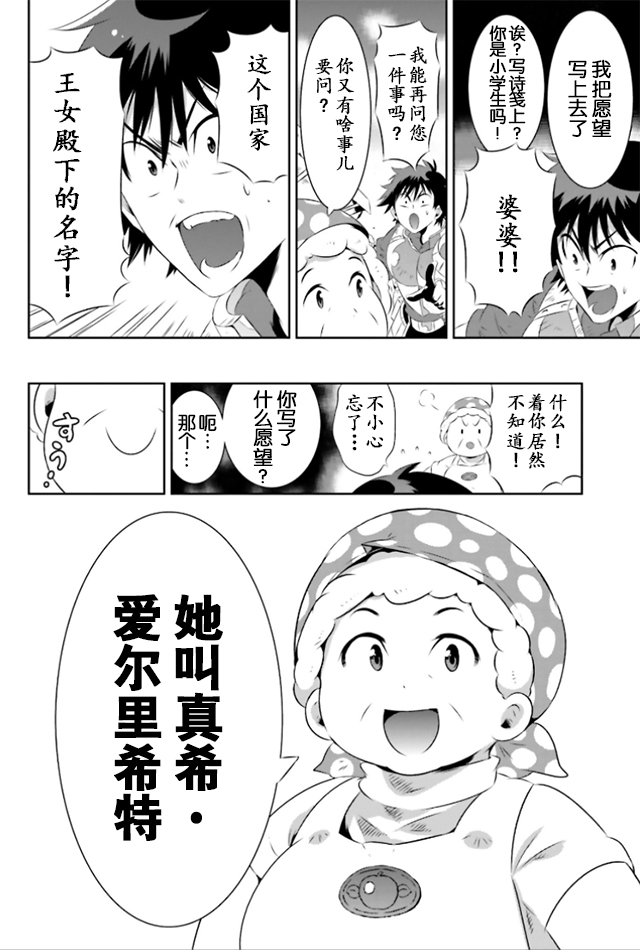 我把愿望
写上去了
诶？写诗笺上？
你是小学生吗！
婆婆！！
我能再问您
一件事吗？
你又有啥事儿
要问？
这个国家
王女殿下的名字！
什么！
着你居然
不知道！
不小心
忘了…
你写了
什么愿望？
呃…
那个…
すぅ…
她叫真希·
爱尔里希特